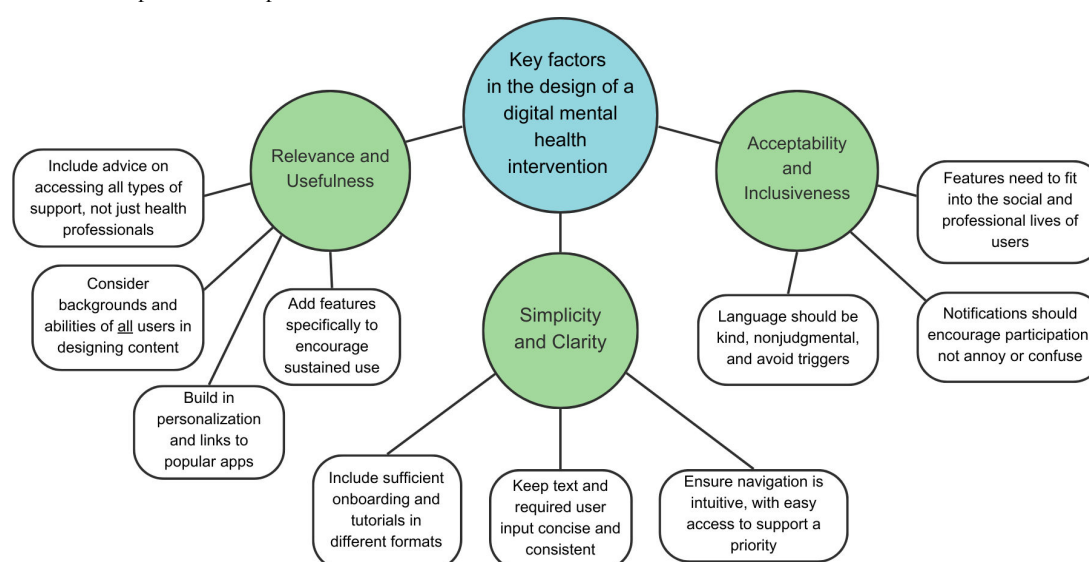 Key factors
in the design of a
digital mental
health
intervention
Relevance and
Usefulness
Include advice on
accessing all types of
support, not just health
professionals
Consider
backgrounds and
abilities of all users in
designing content
Build in
personalization
and links to
popular apps
Add features
specifically to
encourage
sustained use
Simplicity
and Clarity
Include sufficient
onboarding and
tutorials in
different formats
Keep text and
required user
input concise and
consistent
Ensure navigation is
intuitive, with easy
access to support a
priority
Acceptability
and
Inclusiveness
Language should be
kind, nonjudgmental,
and avoid triggers
Features need to fit
into the social and
professional lives of
users
Notifications should
encourage participation
not annoy or confuse